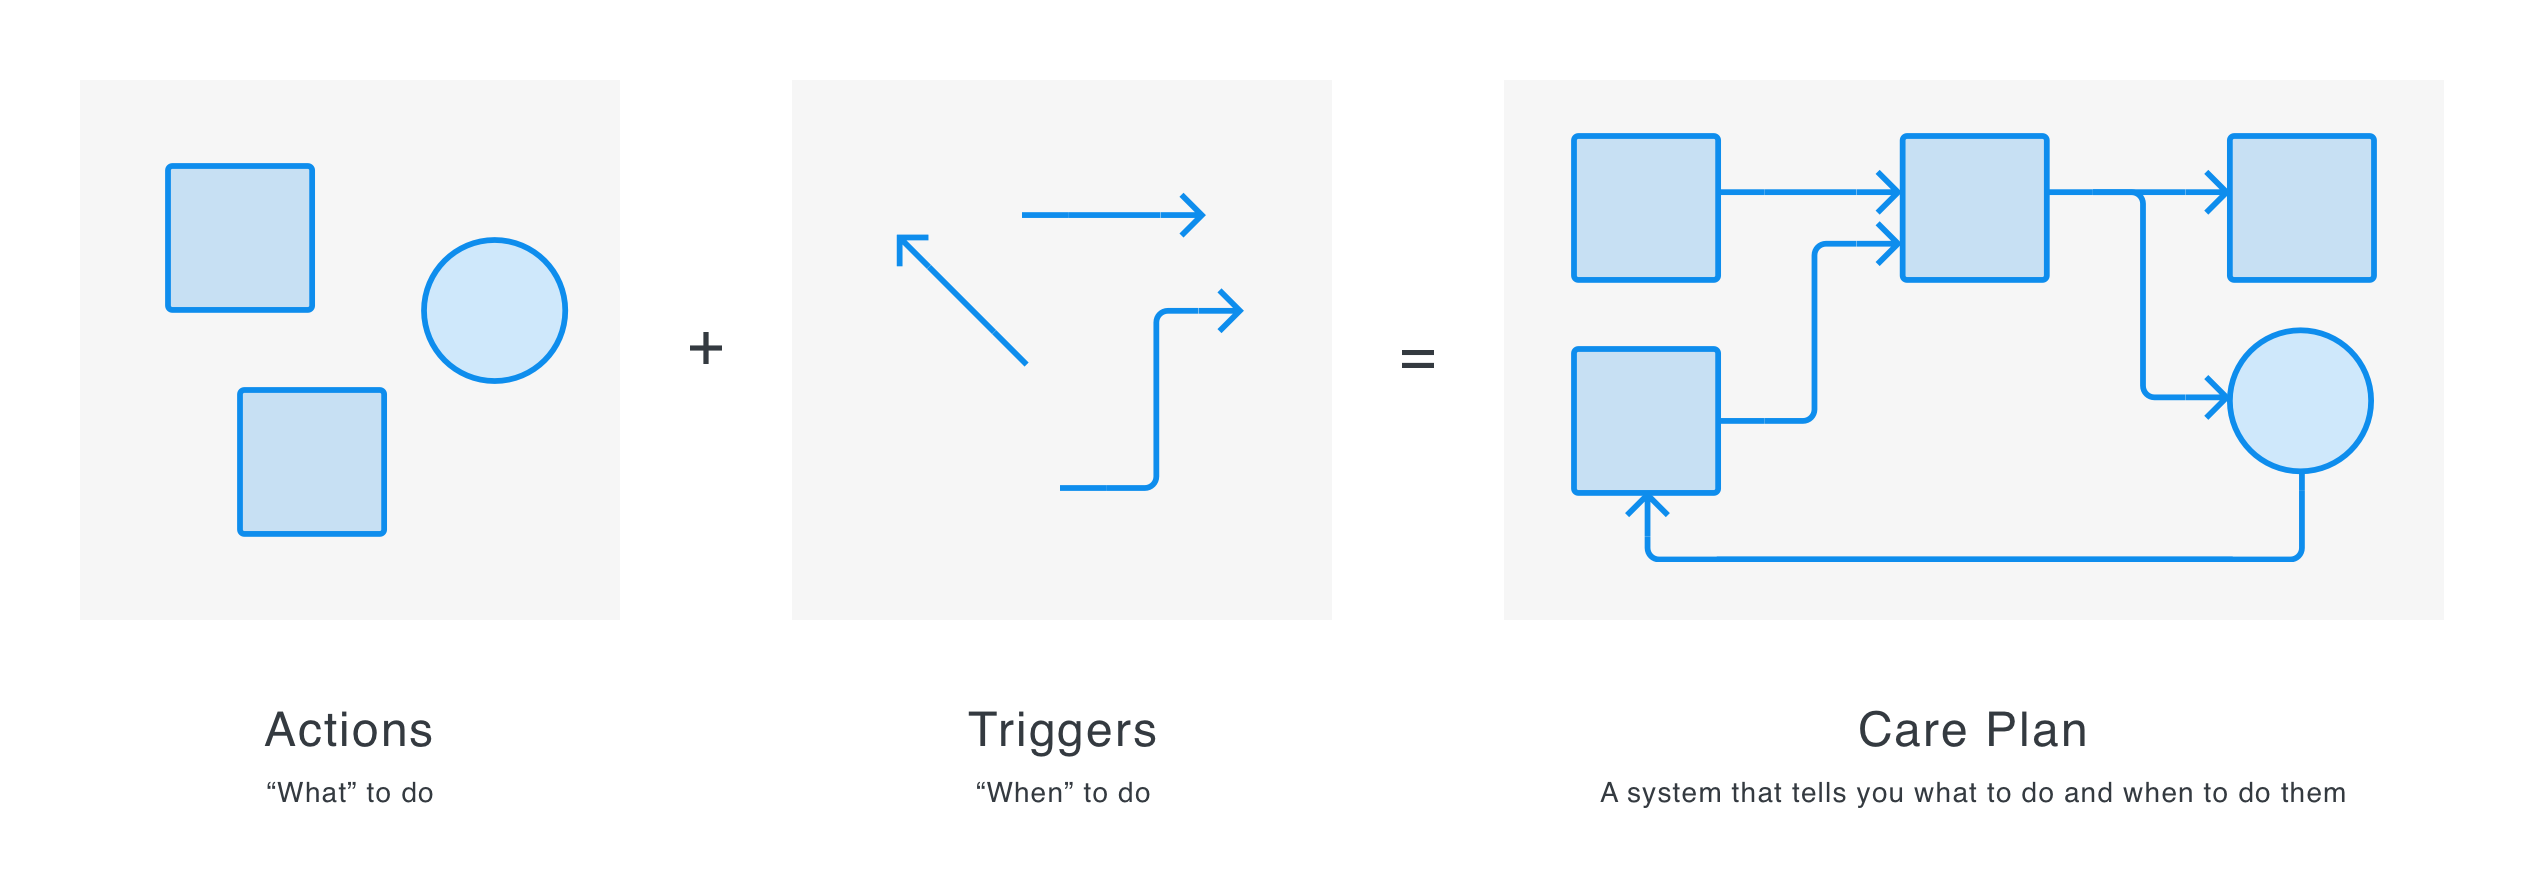 +
=
Actions
“What” to do
Triggers
“When” to do
Care Plan
A system that tells you what to do and when to do them